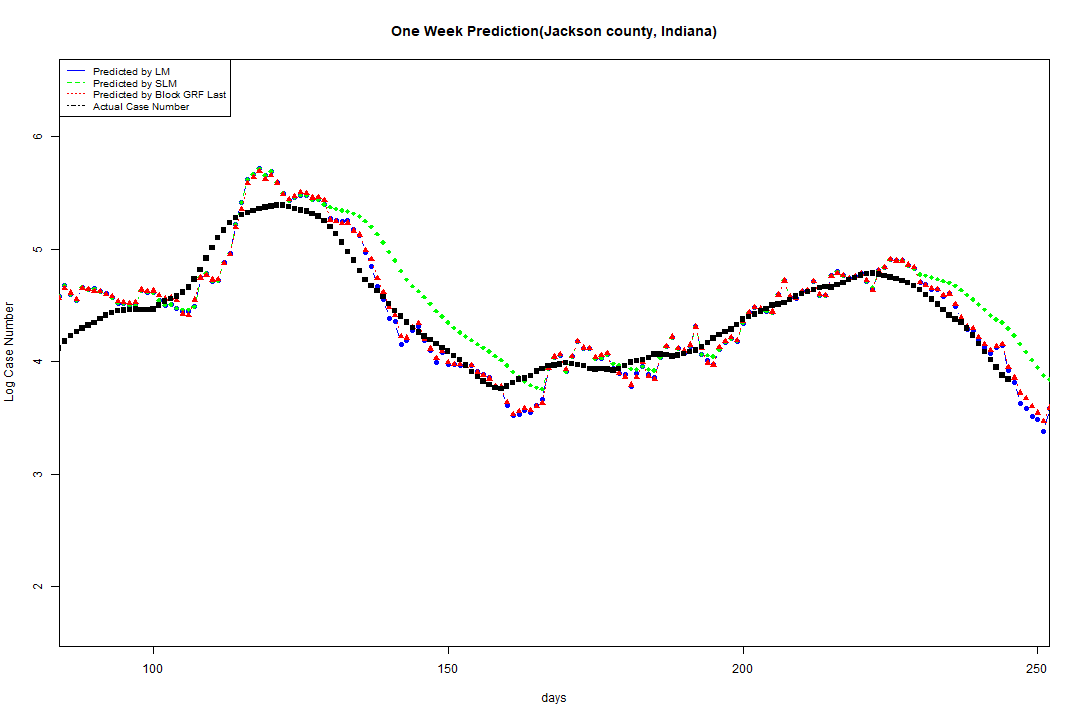 One Week Prediction(Jackson county, Indiana)
Predicted by LM
Predicted by SLM
Predicted by Block GRF Last
Actual Case Number
6
5
4
3
2
Log Case Number
100
150
200
250
days